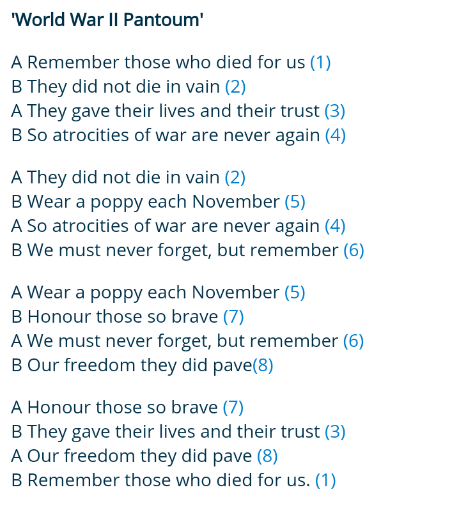 'World War II Pantoum'
A Remember those who died for us (1)
B They did not die in vain (2)
A They gave their lives and their trust (3)
B So atrocities of war are never again (4)
A They did not die in vain (2)
B Wear a poppy each November (5)
A So atrocities of war are never again (4)
B We must never forget, but remember (6)
A Wear a poppy each November (5)
B Honour those so brave (7)
A We must never forget, but remember (6)
B Our freedom they did pave(8)
A Honour those so brave (7)
B They gave their lives and their trust (3)
A Our freedom they did pave (8)
B Remember those who died for us. (1)